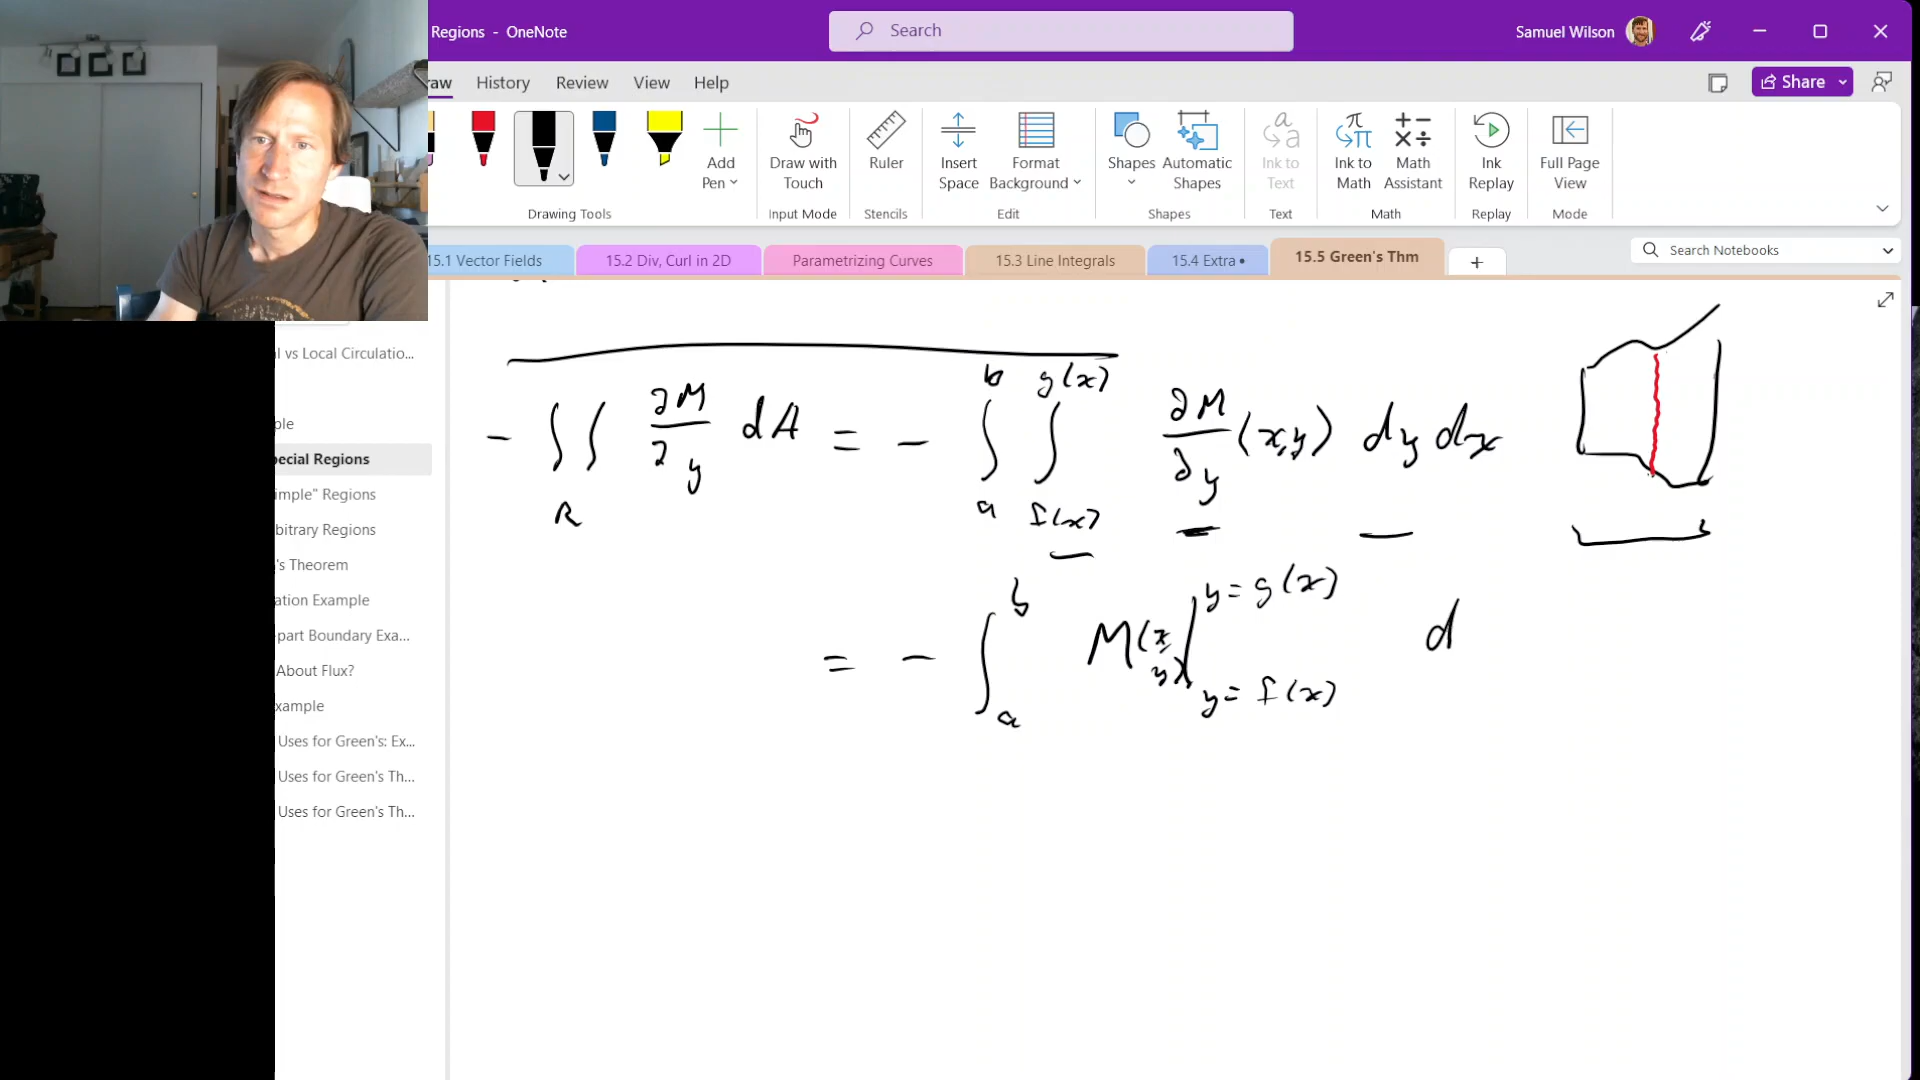 Regions - OneNote
Search
Samuel Wilson
aw History Review View Help
Share
Add Pen
Draw with Touch
Ruler
Insert Space
Format Background
Shapes
Automatic Shapes
Ink to Text
Ink to Math
Math Assistant
Ink Replay
Full Page View
Drawing Tools
Input Mode
Stencils
Edit
Shapes
Text
Math
Replay
Mode
15.1 Vector Fields
15.2 Div, Curl in 2D
Parametrizing Curves
15.3 Line Integrals
15.4 Extra•
15.5 Green's Thm
+
Search Notebooks
l vs Local Circulatio...
ple
pecial Regions
imple" Regions
bitrary Regions
's Theorem
ation Example
-part Boundary Exa...
About Flux?
xample
Uses for Green's: Ex...
Uses for Green's Th...
Uses for Green's Th...
- ∫∫_R ∂M/∂y dA = - ∫_a^b ∫_{f(x)}^{g(x)} ∂M/∂y (x,y) dy dx
= - ∫_a^b M(x,y) |_{y=f(x)}^{y=g(x)} d